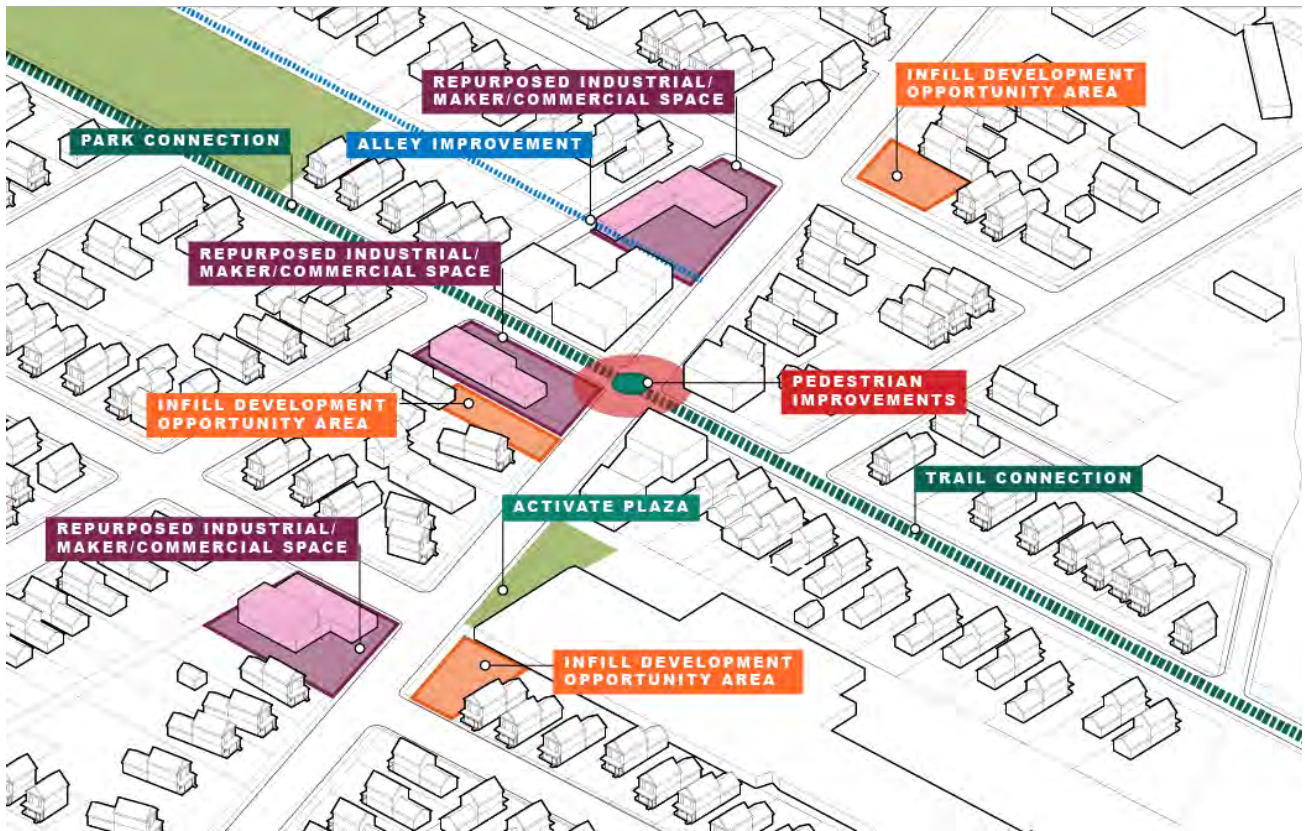 REPURPOSED INDUSTRIAL/
MAKER/COMMERCIAL SPACE
INFILL DEVELOPMENT
OPPORTUNITY AREA
PARK CONNECTION
ALLEY IMPROVEMENT
REPURPOSED INDUSTRIAL/
MAKER/COMMERCIAL SPACE
PEDESTRIAN
IMPROVEMENTS
INFILL DEVELOPMENT
OPPORTUNITY AREA
TRAIL CONNECTION
ACTIVATE PLAZA
REPURPOSED INDUSTRIAL/
MAKER/COMMERCIAL SPACE
INFILL DEVELOPMENT
OPPORTUNITY AREA